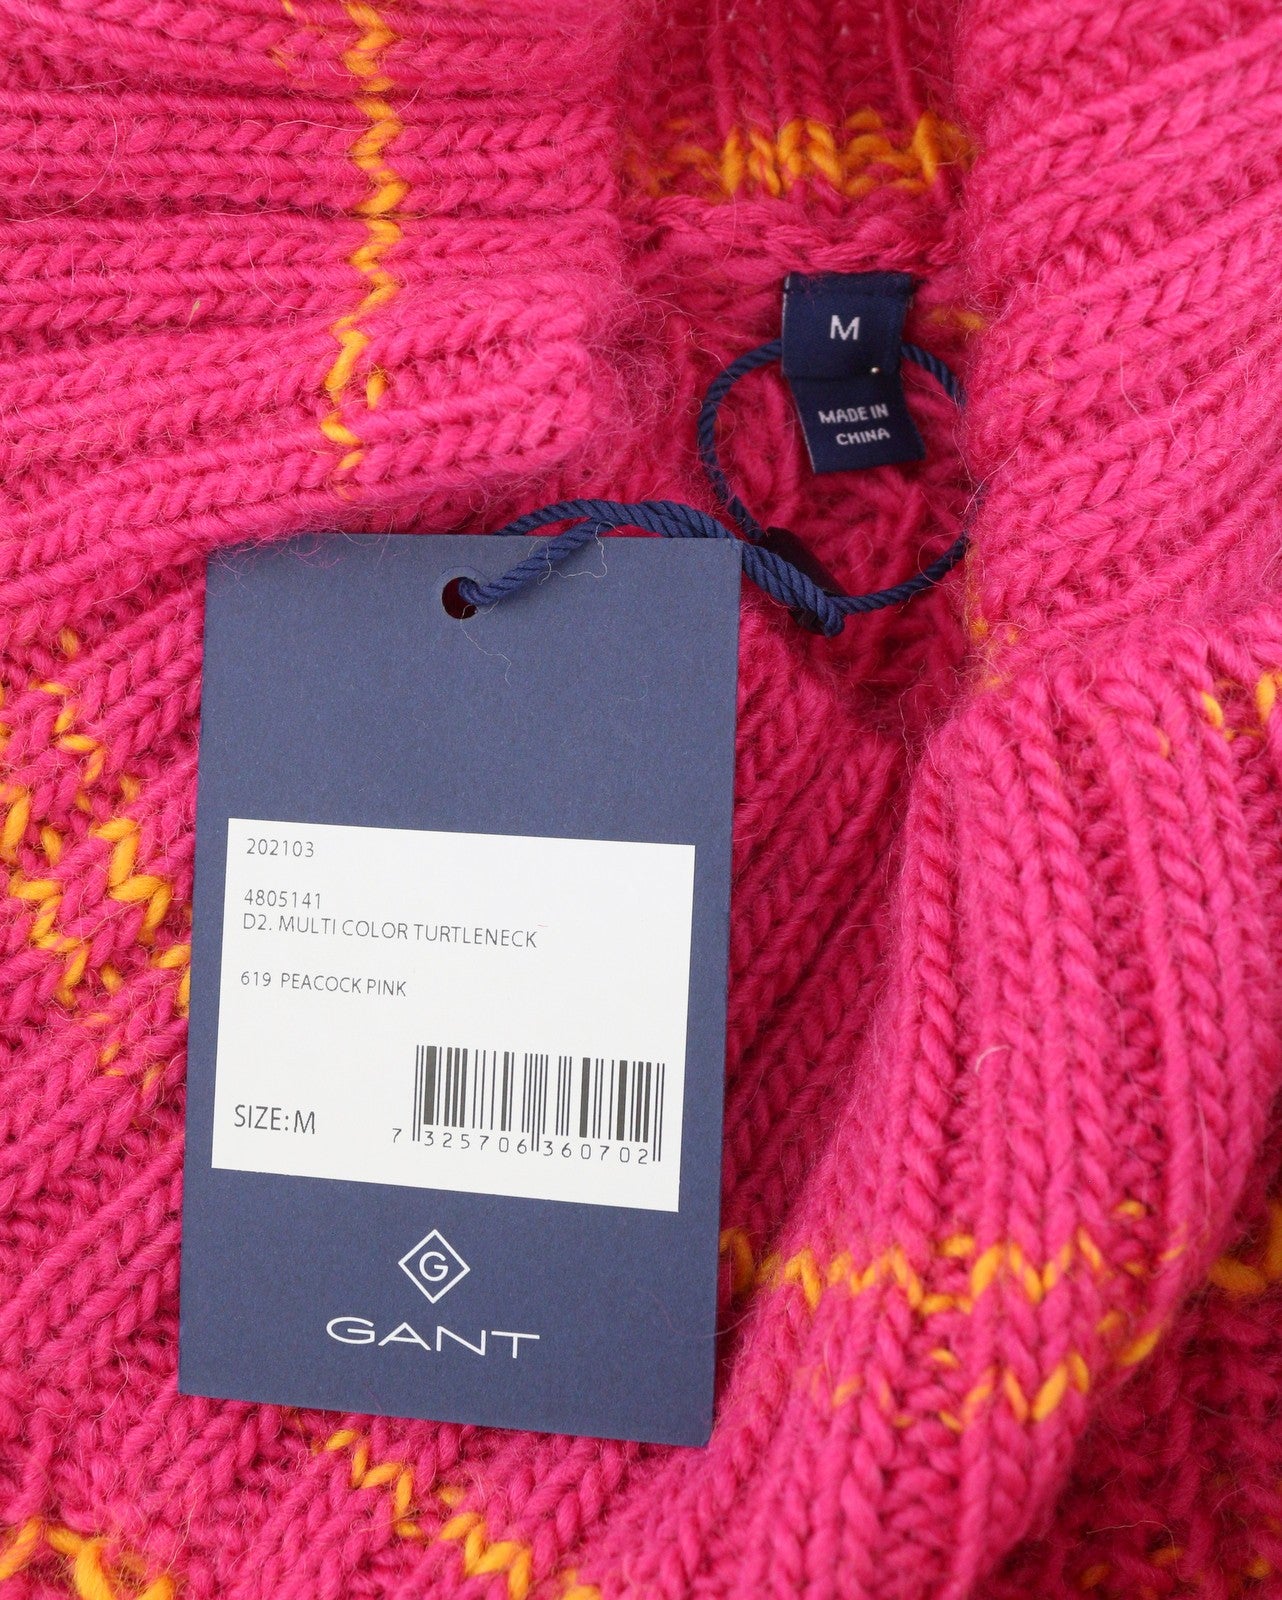 M
MADE IN
CHINA
202103
4805141
D2. MULTI COLOR TURTLENECK
619 PEACOCK PINK
SIZE: M
7 325706 360702
G
GANT